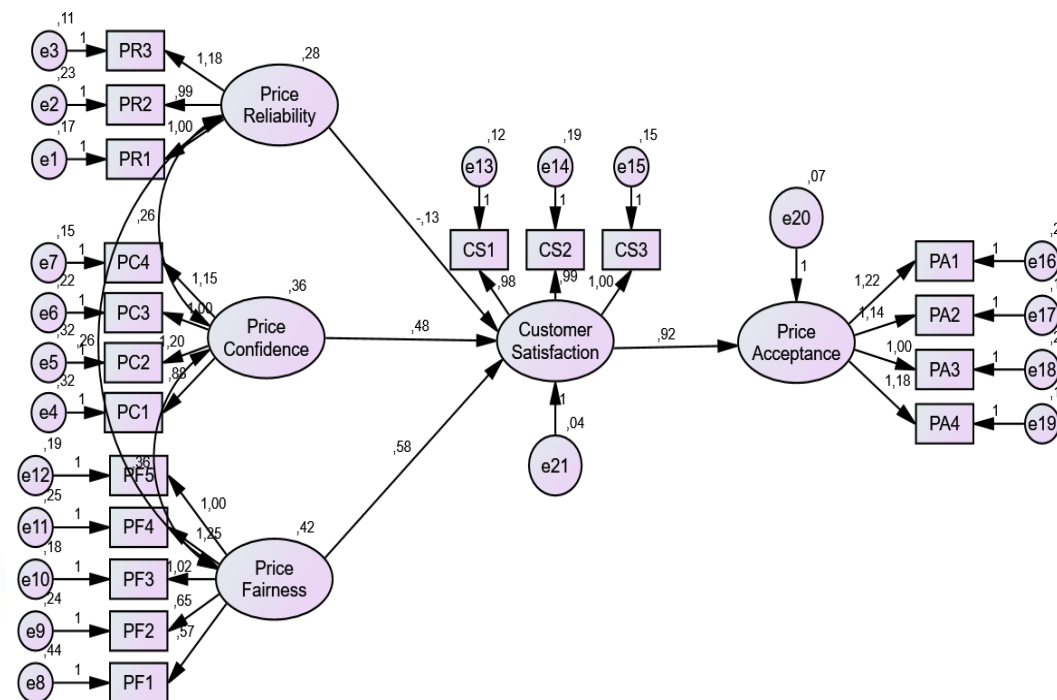 ,11
e3 1 PR3
,23
e2 1 PR2
,17
e1 1 PR1
1,18
,99
1,00
,28
Price
Reliability
,26
-,13
,15
e7 1 PC4
,22
e6 1 PC3
,32
e5 1 PC2
,26
,32
e4 1 PC1
1,15
1,00
1,20
,88
,36
Price
Confidence
,48
,19
e12 1 PF5
,36
,25
e11 1 PF4
,18
e10 1 PF3
,24
e9 1 PF2
,44
e8 1 PF1
1,00
1,25
1,02
,65
,57
,42
Price
Fairness
,58
,12 ,19 ,15
e13 e14 e15
1 1 1
CS1 CS2 CS3
,98 ,99 1,00
Customer
Satisfaction
1
,04
e21
,92
,07
e20
1
Price
Acceptance
1,22
1,14
1,00
1,18
PA1 1 e16
PA2 1 e17
PA3 1 e18
PA4 1 e19